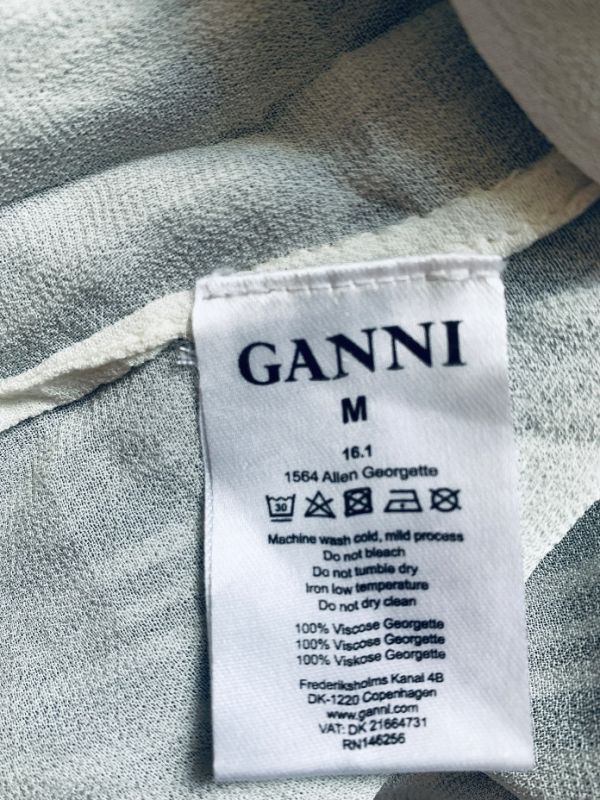 GANNI
M
16.1
1564 Allen Georgette
30
Machine wash cold, mild process
Do not bleach
Do not tumble dry
Iron low temperature
Do not dry clean
100% Viscose Georgette
100% Viscose Georgette
100% Viskose Georgette
Frederiksholms Kanal 4B
DK-1220 Copenhagen
www.ganni.com
VAT: DK 21664731
RN146256